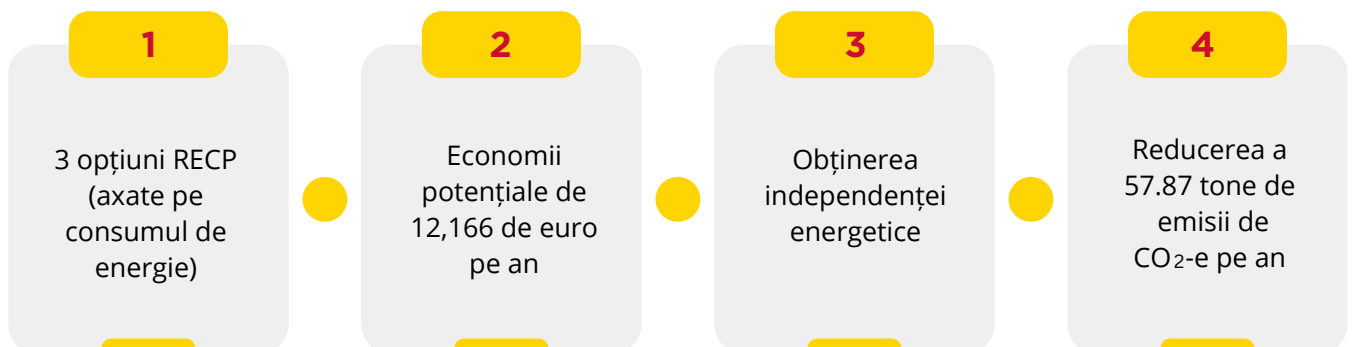 1
3 opțiuni RECP
(axate pe
consumul de
energie)
2
Economii
potențiale de
12,166 de euro
pe an
3
Obținerea
independenței
energetice
4
Reducerea a
57.87 tone de
emisii de
CO₂-e pe an